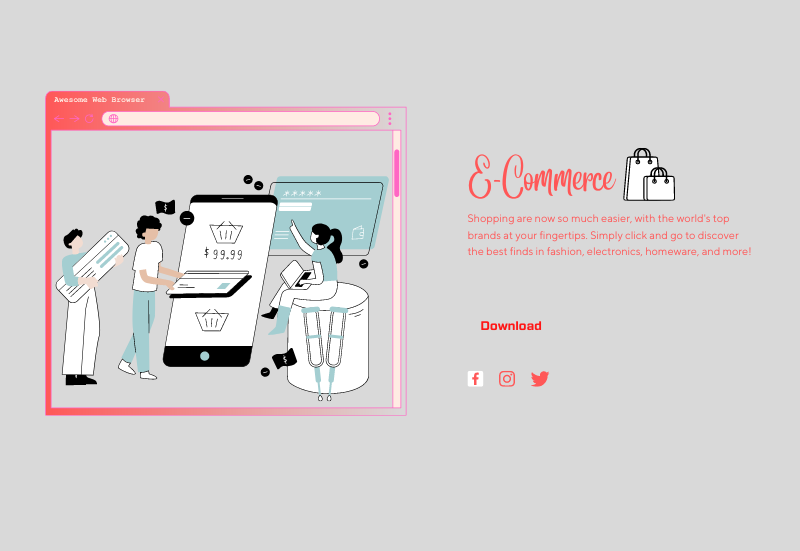 Awesome Web Browser
$ 99.99
E-Commerce
Shopping are now so much easier, with the world's top
brands at your fingertips. Simply click and go to discover
the best finds in fashion, electronics, homeware, and more!
Download